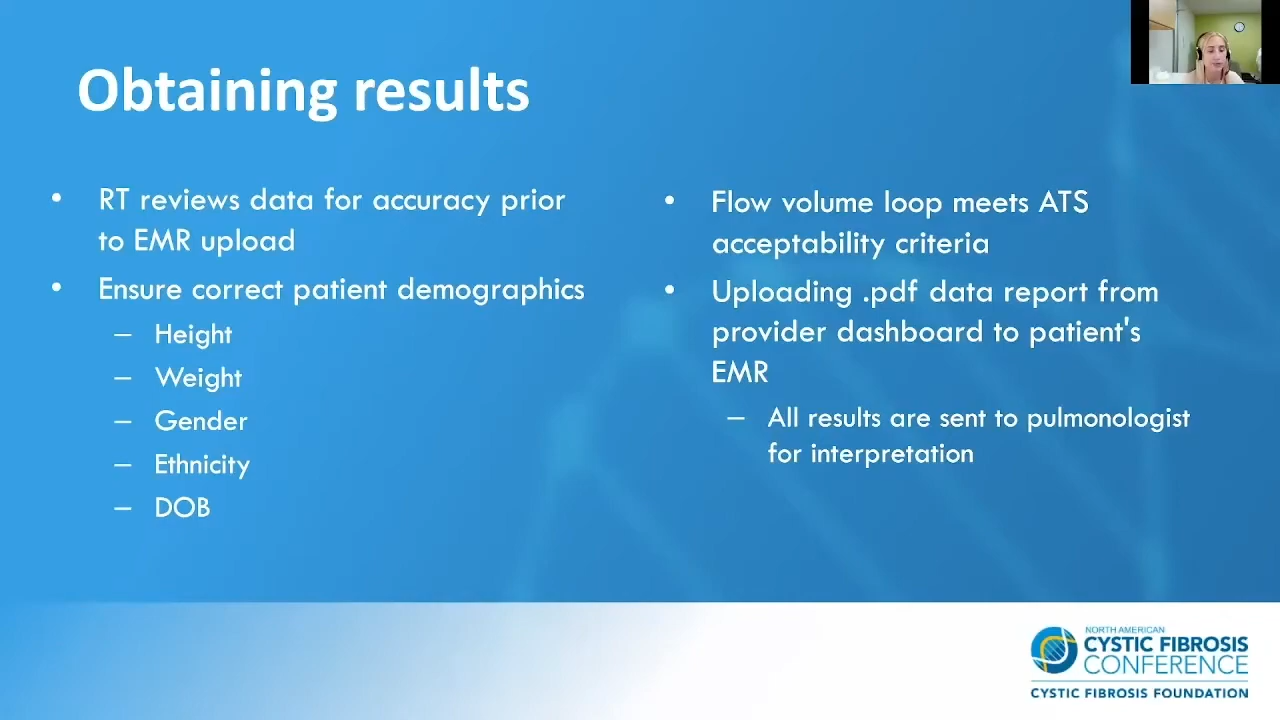 Obtaining results
• RT reviews data for accuracy prior
to EMR upload
• Ensure correct patient demographics
– Height
– Weight
– Gender
– Ethnicity
– DOB
• Flow volume loop meets ATS
acceptability criteria
• Uploading .pdf data report from
provider dashboard to patient's
EMR
– All results are sent to pulmonologist
for interpretation
NORTH AMERICAN
CYSTIC FIBROSIS
CONFERENCE
CYSTIC FIBROSIS FOUNDATION